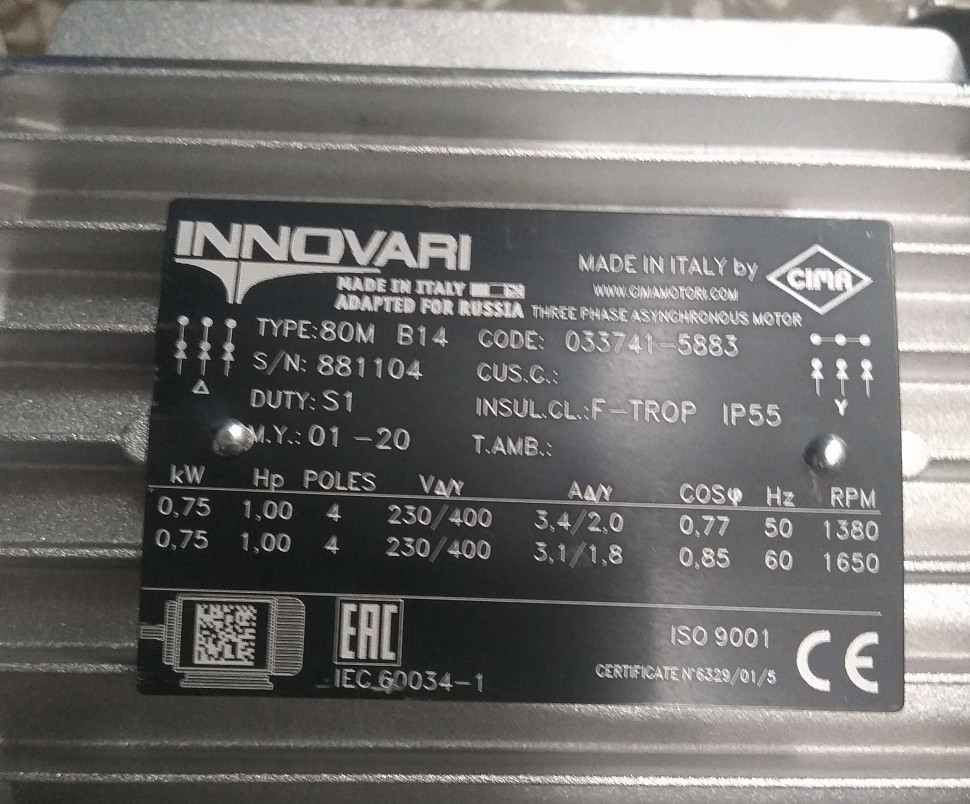 INNOVARI
MADE IN ITALY
ADAPTED FOR RUSSIA
MADE IN ITALY by CIMA
WWW.CIMAMOTORI.COM
THREE PHASE ASYNCHRONOUS MOTOR
TYPE:80M B14 CODE: 033741-5883
S/N: 881104 CUS.C.:
DUTY: S1 INSUL.CL.:F-TROP IP55
M.Y.: 01 -20 T.AMB.:
Δ Y
kW Hp POLES VΔ/Y AΔ/Y COSφ Hz RPM
0,75 1,00 4 230/400 3,4/2,0 0,77 50 1380
0,75 1,00 4 230/400 3,1/1,8 0,85 60 1650
EAC
IEC 60034-1
ISO 9001
CERTIFICATE N°6329/01/5
CE